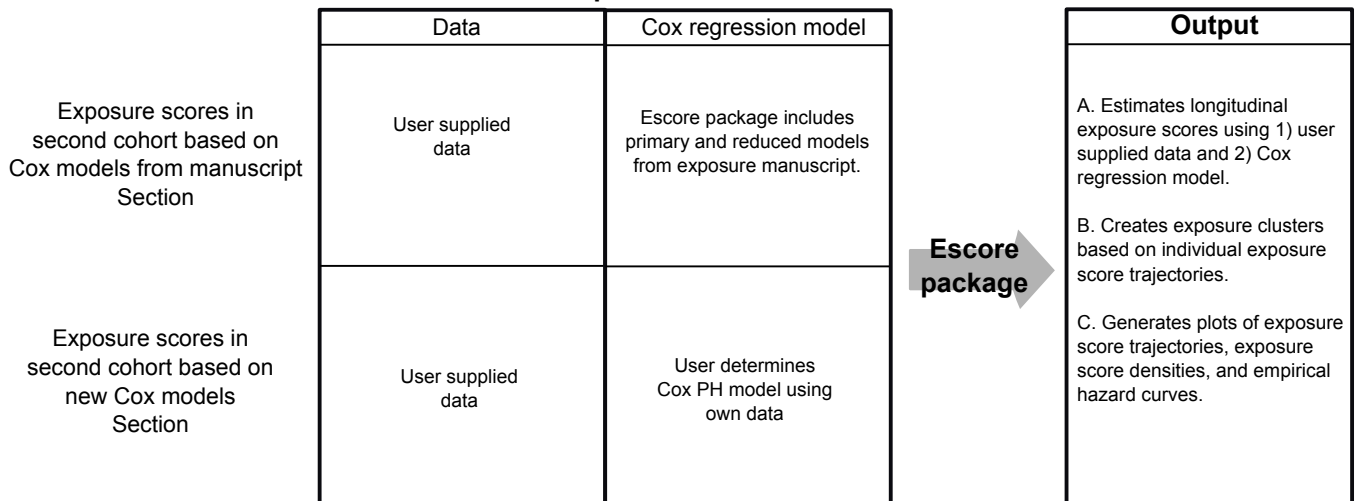 Data
Cox regression model
Output
Exposure scores in
second cohort based on
Cox models from manuscript
Section
User supplied
data
Escore package includes
primary and reduced models
from exposure manuscript.
Exposure scores in
second cohort based on
new Cox models
Section
User supplied
data
User determines
Cox PH model using
own data
Escore
package
A. Estimates longitudinal
exposure scores using 1) user
supplied data and 2) Cox
regression model.
B. Creates exposure clusters
based on individual exposure
score trajectories.
C. Generates plots of exposure
score trajectories, exposure
score densities, and empirical
hazard curves.